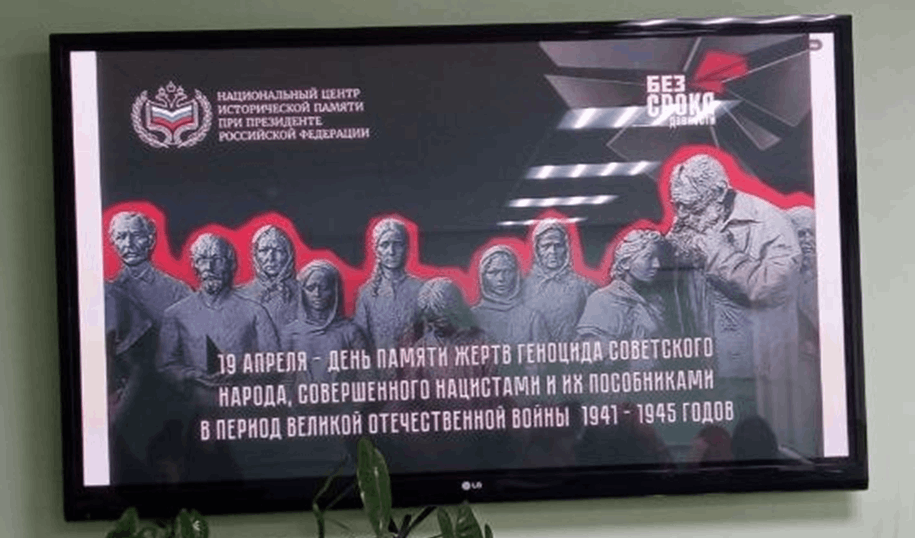 НАЦИОНАЛЬНЫЙ ЦЕНТР
ИСТОРИЧЕСКОЙ ПАМЯТИ
ПРИ ПРЕЗИДЕНТЕ
РОССИЙСКОЙ ФЕДЕРАЦИИ
БЕЗ
СРОКА
ДАВНОСТИ
19 АПРЕЛЯ - ДЕНЬ ПАМЯТИ ЖЕРТВ ГЕНОЦИДА СОВЕТСКОГО
НАРОДА, СОВЕРШЕННОГО НАЦИСТАМИ И ИХ ПОСОБНИКАМИ
В ПЕРИОД ВЕЛИКОЙ ОТЕЧЕСТВЕННОЙ ВОЙНЫ 1941 - 1945 ГОДОВ
LG